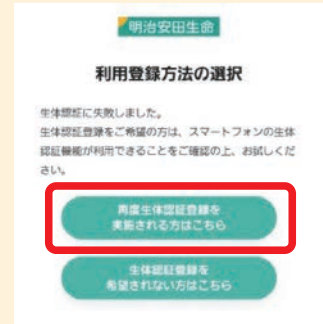 明治安田生命
利用登録方法の選択
生体認証に失敗しました。
生体認証登録をご希望の方は、スマートフォンの生体
認証機能が利用できることをご確認の上、お試しくだ
さい。
再度生体認証登録を
実施される方はこちら
生体認証登録を
希望されない方はこちら